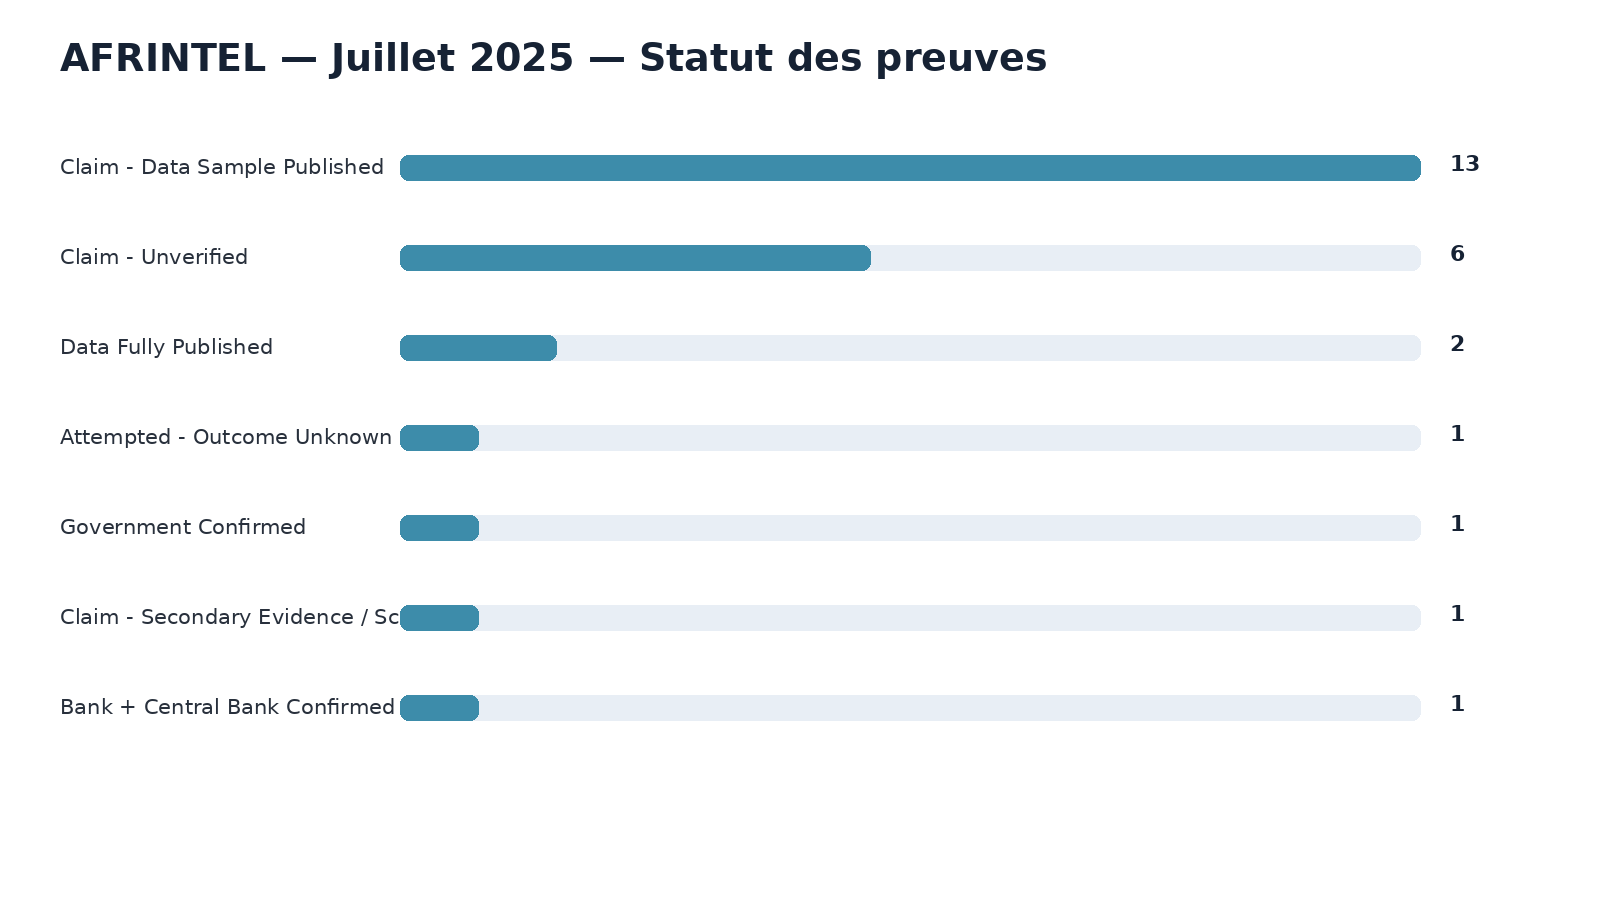 AFRINTEL — Juillet 2025 — Statut des preuves
Claim - Data Sample Published 13
Claim - Unverified 6
Data Fully Published 2
Attempted - Outcome Unknown 1
Government Confirmed 1
Claim - Secondary Evidence / Sc 1
Bank + Central Bank Confirmed 1